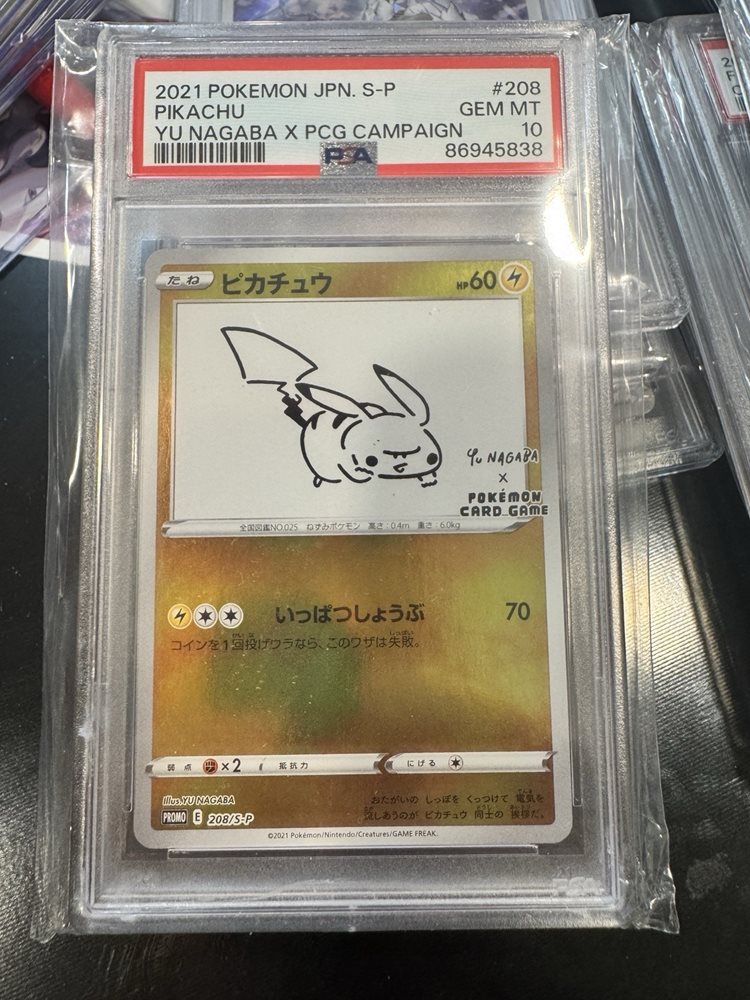 2021 POKEMON JPN. S-P #208
PIKACHU GEM MT
YU NAGABA X PCG CAMPAIGN 10
PSA 86945838
たね ピカチュウ HP60
Yu NAGABA
×
POKÉMON
CARD GAME
全国図鑑NO.025 ねずみポケモン 高さ:0.4m 重さ:6.0kg
いっぱつしょうぶ 70
コインを1回投げウラなら、このワザは失敗。
弱点 ×2 抵抗力 にげる
Illus.YU NAGABA
おたがいの しっぽを くっつけて 電気を
流しあうのが ピカチュウ 同士の 挨拶だ。
PROMO E 208/S-P
©2021 Pokémon/Nintendo/Creatures/GAME FREAK.